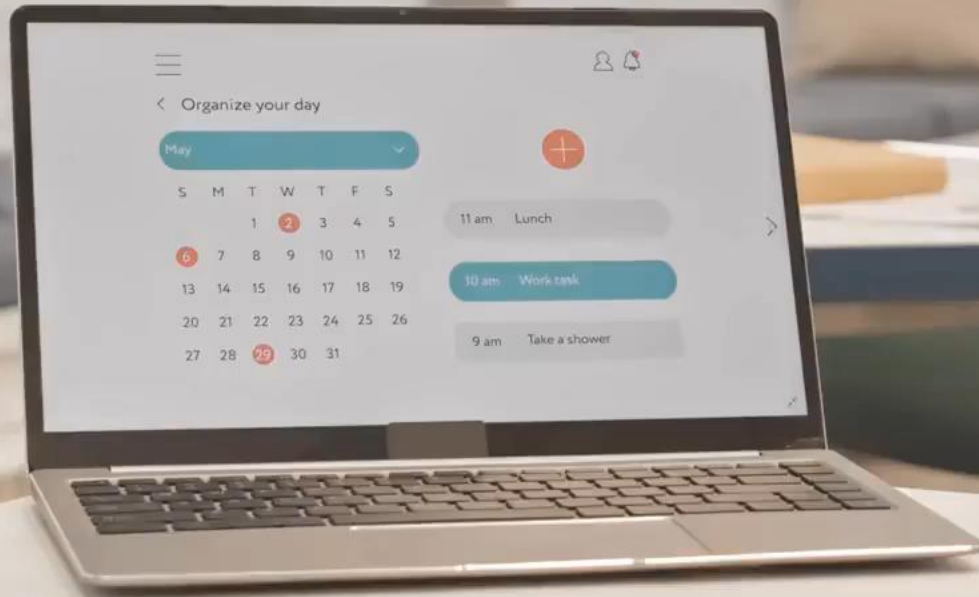 Organize your day
May
S M T W T F S
1 2 3 4 5
6 7 8 9 10 11 12
13 14 15 16 17 18 19
20 21 22 23 24 25 26
27 28 29 30 31
11 am Lunch
10 am Work task
9 am Take a shower